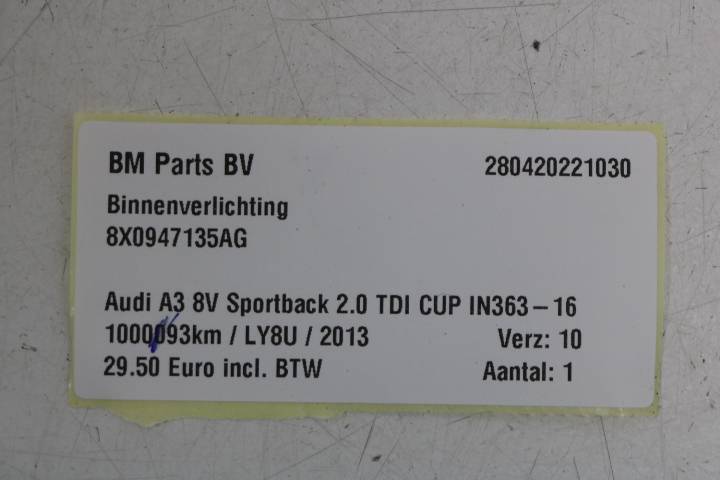 BM Parts BV 280420221030
Binnenverlichting
8X0947135AG
Audi A3 8V Sportback 2.0 TDI CUP IN363-16
1000093km / LY8U / 2013 Verz: 10
29.50 Euro incl. BTW Aantal: 1